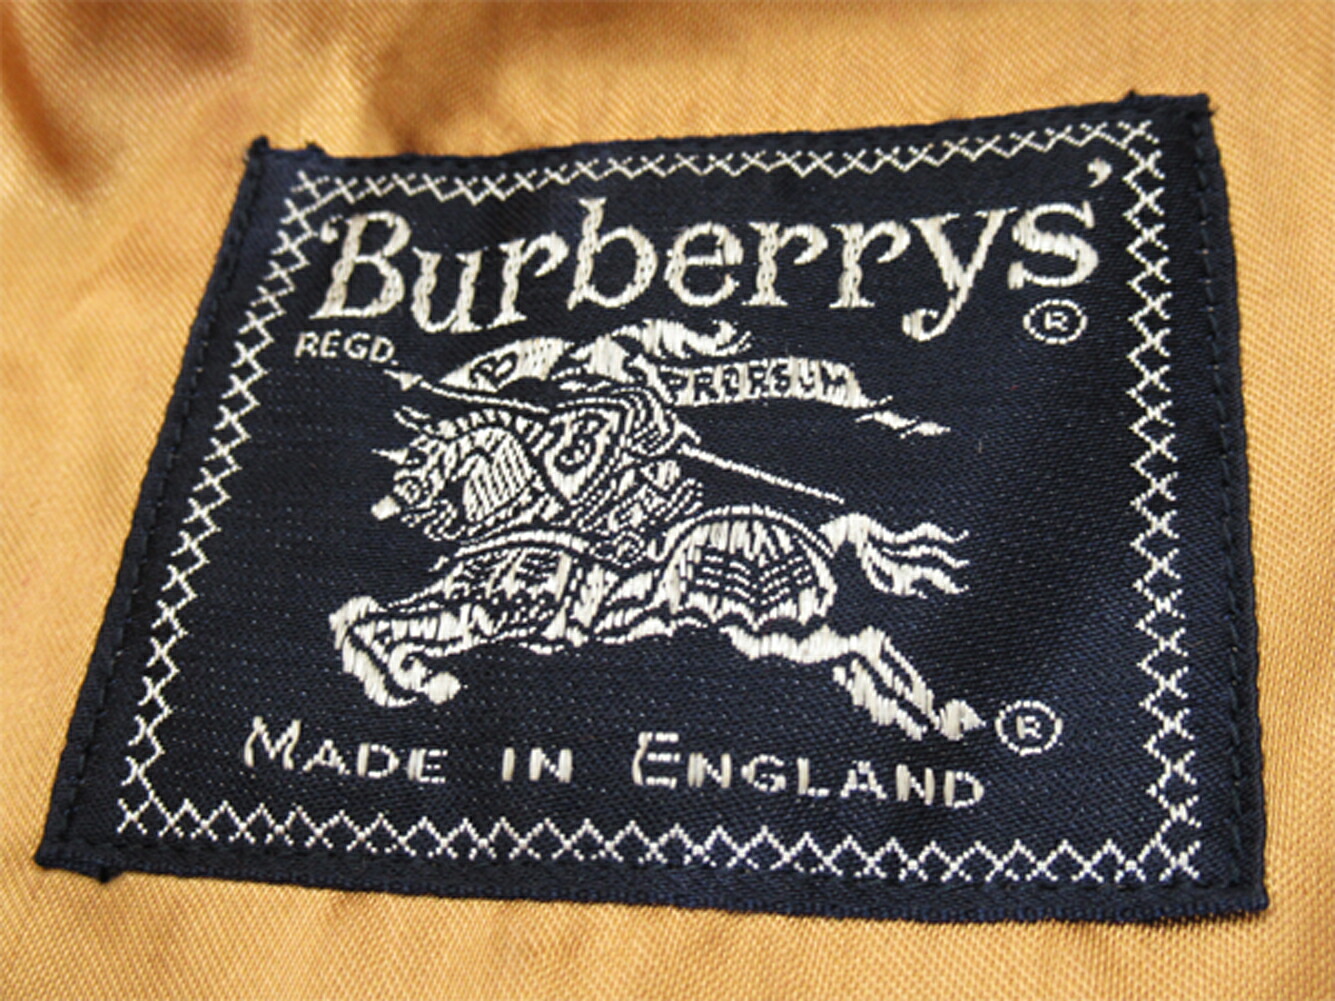 Burberrys'
®
REGD.
B PRORSUM
B
®
MADE IN ENGLAND